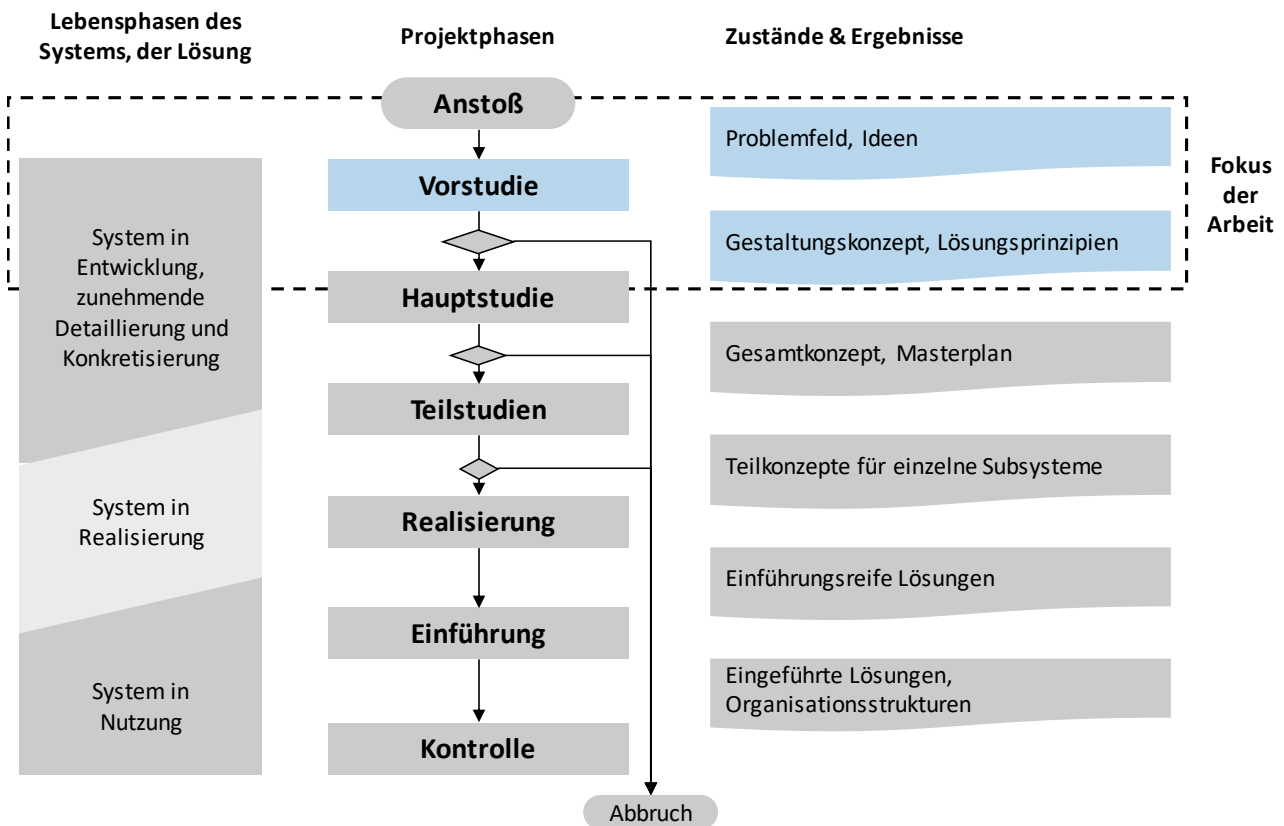 Lebensphasen des
Systems, der Lösung
Projektphasen
Zustände & Ergebnisse
Anstoß
Vorstudie
Hauptstudie
Teilstudien
Realisierung
Einführung
Kontrolle
Abbruch
System in
Entwicklung,
zunehmende
Detaillierung und
Konkretisierung
System in
Realisierung
System in
Nutzung
Problemfeld, Ideen
Gestaltungskonzept, Lösungsprinzipien
Gesamtkonzept, Masterplan
Teilkonzepte für einzelne Subsysteme
Einführungsreife Lösungen
Eingeführte Lösungen,
Organisationsstrukturen
Fokus
der
Arbeit